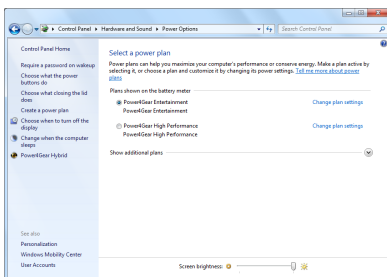 Control Panel ▸ Hardware and Sound ▸ Power Options
Search Control Panel
Control Panel Home
Require a password on wakeup
Choose what the power
buttons do
Choose what closing the lid
does
Create a power plan
Choose when to turn off the
display
Change when the computer
sleeps
Power4Gear Hybrid
See also
Personalization
Windows Mobility Center
User Accounts
Select a power plan
Power plans can help you maximize your computer's performance or conserve energy. Make a plan active by
selecting it, or choose a plan and customize it by changing its power settings. Tell me more about power
plans
Plans shown on the battery meter
Power4Gear Entertainment Change plan settings
Power4Gear Entertainment
Power4Gear High Performance Change plan settings
Power4Gear High Performance
Show additional plans
Screen brightness: